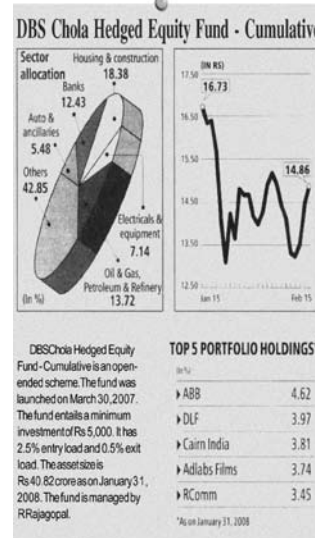 DBS Chola Hedged Equity Fund - Cumulative
Sector
allocation
Housing & construction
18.38
Banks
12.43
Auto &
ancillaries
5.48
Others
42.85
Electricals &
equipment
7.14
Oil & Gas,
Petroleum & Refinery
13.72
(In %)
(IN RS)
17.50
16.73
16.50
15.50
14.86
14.50
13.50
12.50
Jan 15
Feb 15
DBSChola Hedged Equity
Fund-Cumulative is an open-
ended scheme. The fund was
launched on March 30, 2007.
The fund entails a minimum
investment of Rs 5,000. It has
2.5% entry load and 0.5% exit
load. The asset size is
Rs 40.82 crore as on January 31,
2008. The fund is managed by
R Rajagopal.
TOP 5 PORTFOLIO HOLDINGS*
(In %)
ABB 4.62
DLF 3.97
Cairn India 3.81
Adlabs Films 3.74
RComm 3.45
*As on January 31, 2008